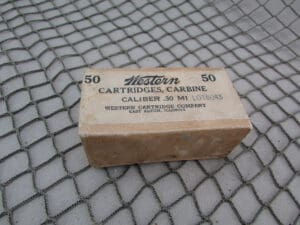 50 Western 50
CARTRIDGES, CARBINE
CALIBER .30 M1
WESTERN CARTRIDGE COMPANY
EAST ALTON, ILLINOIS